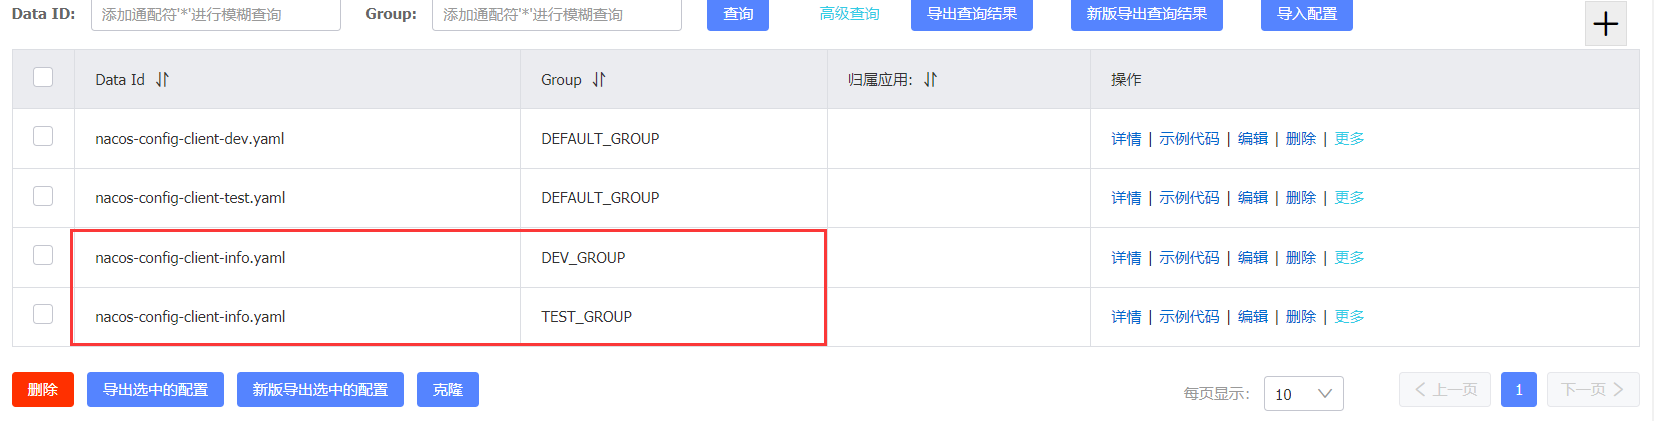 Data ID: 添加通配符'*'进行模糊查询 Group: 添加通配符'*'进行模糊查询 查询 高级查询 导出查询结果 新版导出查询结果 导入配置
Data Id Group 归属应用: 操作
nacos-config-client-dev.yaml DEFAULT_GROUP 详情 | 示例代码 | 编辑 | 删除 | 更多
nacos-config-client-test.yaml DEFAULT_GROUP 详情 | 示例代码 | 编辑 | 删除 | 更多
nacos-config-client-info.yaml DEV_GROUP 详情 | 示例代码 | 编辑 | 删除 | 更多
nacos-config-client-info.yaml TEST_GROUP 详情 | 示例代码 | 编辑 | 删除 | 更多
删除 导出选中的配置 新版导出选中的配置 克隆 每页显示: 10 上一页 1 下一页